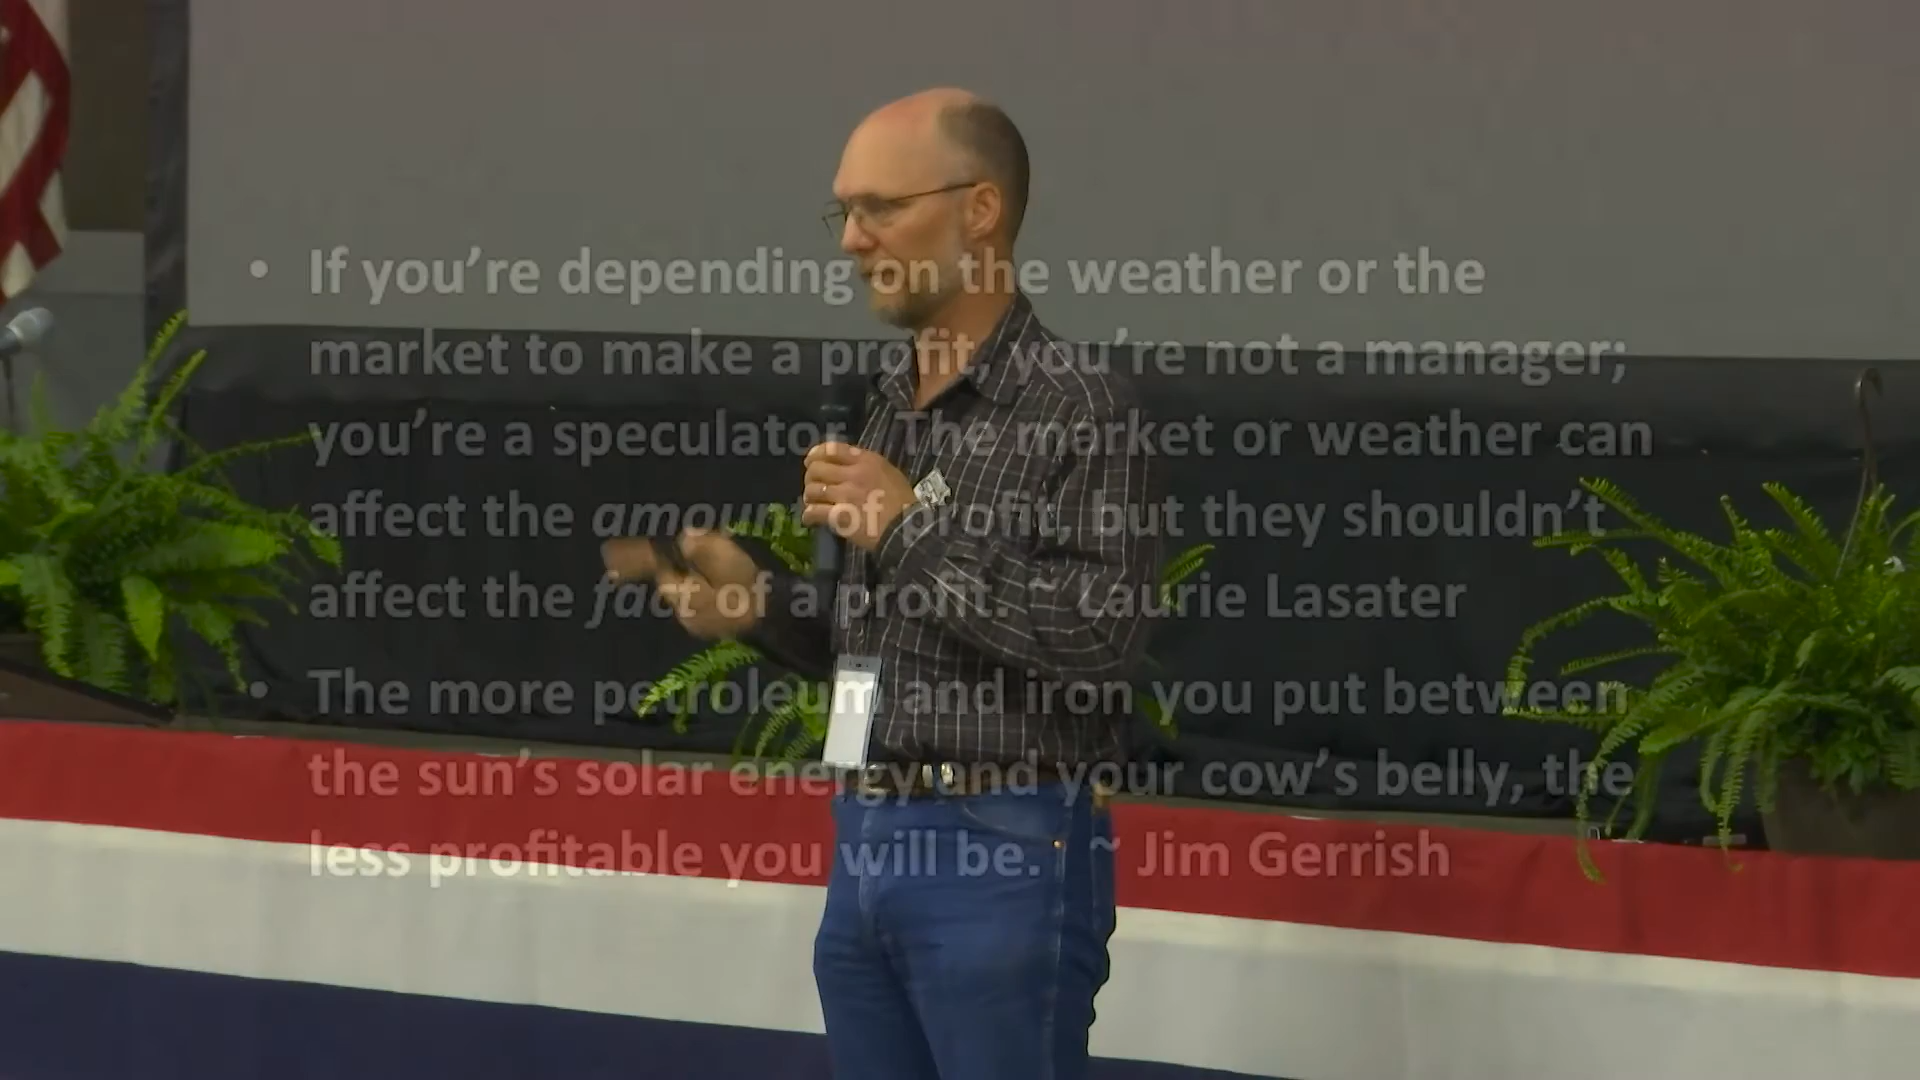 • If you’re depending on the weather or the
market to make a profit, you’re not a manager;
you’re a speculator. The market or weather can
affect the amount of profit, but they shouldn’t
affect the fact of a profit. ~ Laurie Lasater
• The more petroleum and iron you put between
the sun’s solar energy and your cow’s belly, the
less profitable you will be. ~ Jim Gerrish